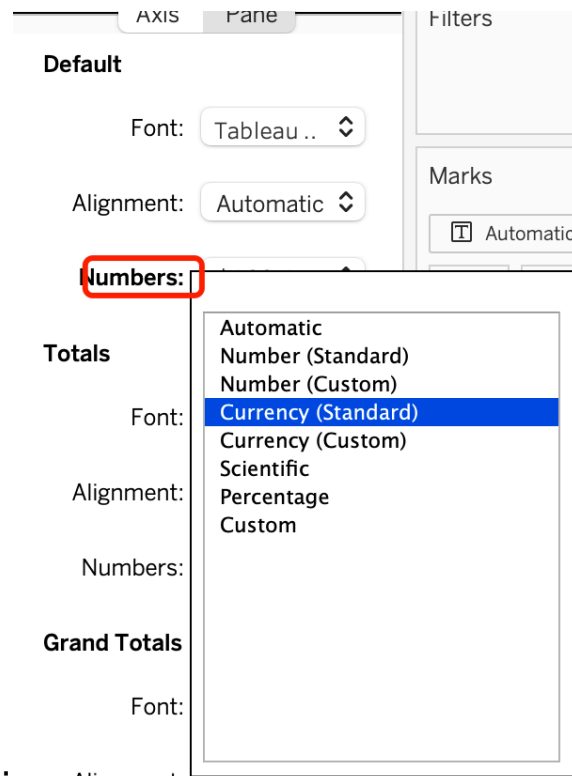 Axis Pane Filters
Default
Font: Tableau ..
Marks
Alignment: Automatic
Automatic
Numbers:
Automatic
Number (Standard)
Number (Custom)
Currency (Standard)
Currency (Custom)
Scientific
Percentage
Custom
Totals
Font:
Alignment:
Numbers:
Grand Totals
Font: